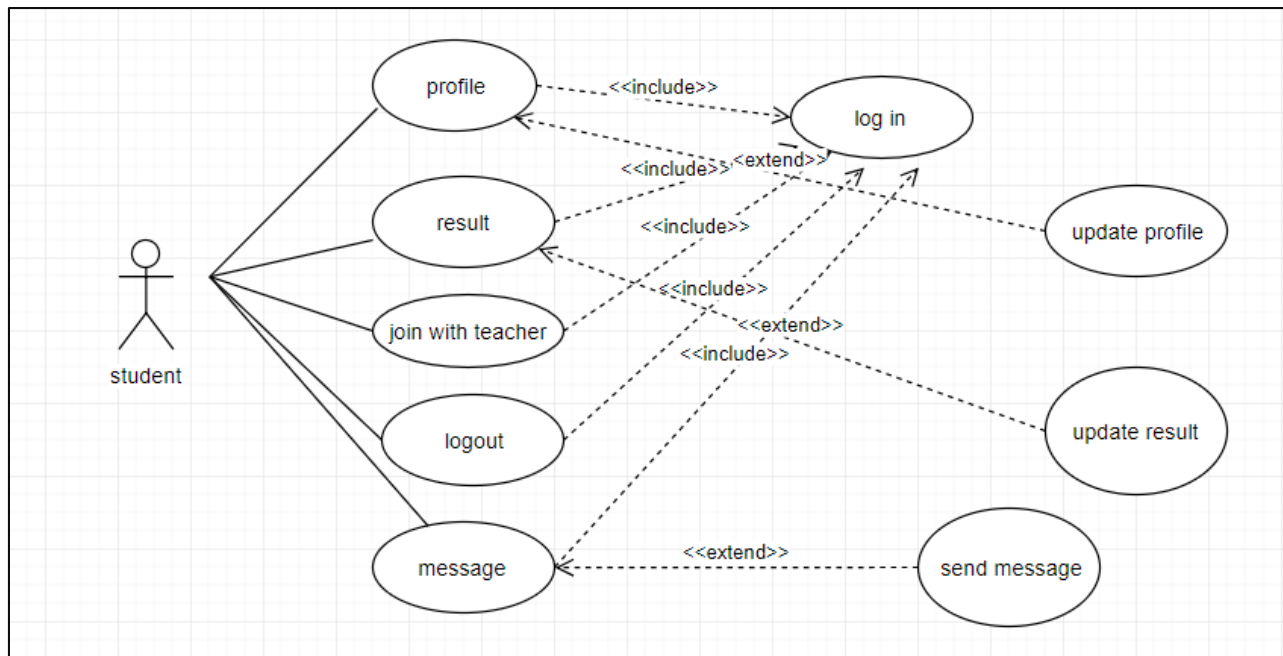 profile
<<include>>
log in
<extend>>
<<include>>
result
<<include>>
update profile
<<include>>
join with teacher
<<extend>>
<<include>>
student
logout
update result
<<extend>>
message
send message